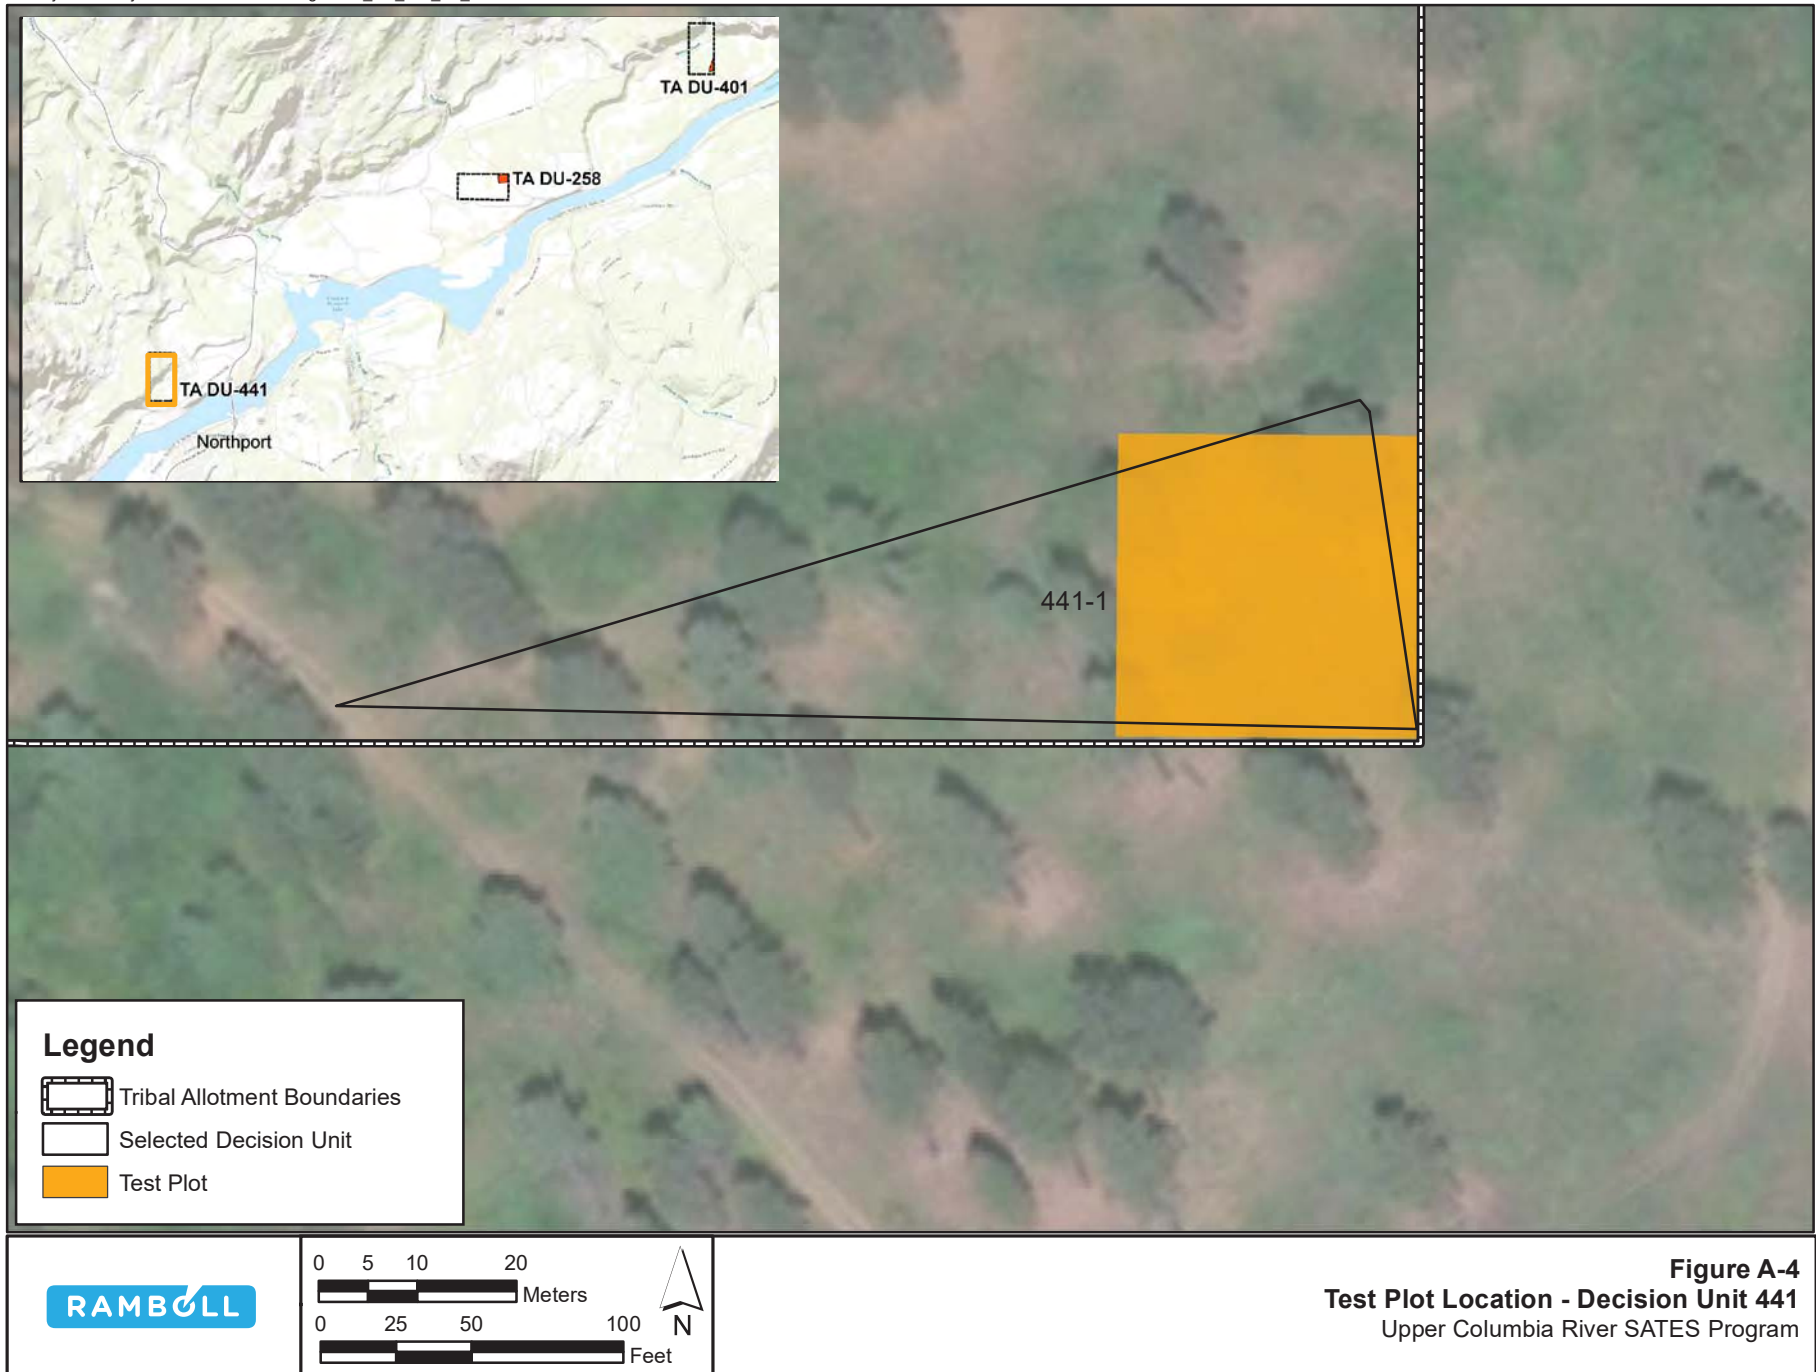 TA DU-401
TA DU-258
TA DU-441
Northport
441-1
Legend
Tribal Allotment Boundaries
Selected Decision Unit
Test Plot
RAMBOLL
0 5 10 20
Meters
0 25 50 100
Feet
N
Figure A-4
Test Plot Location - Decision Unit 441
Upper Columbia River SATES Program